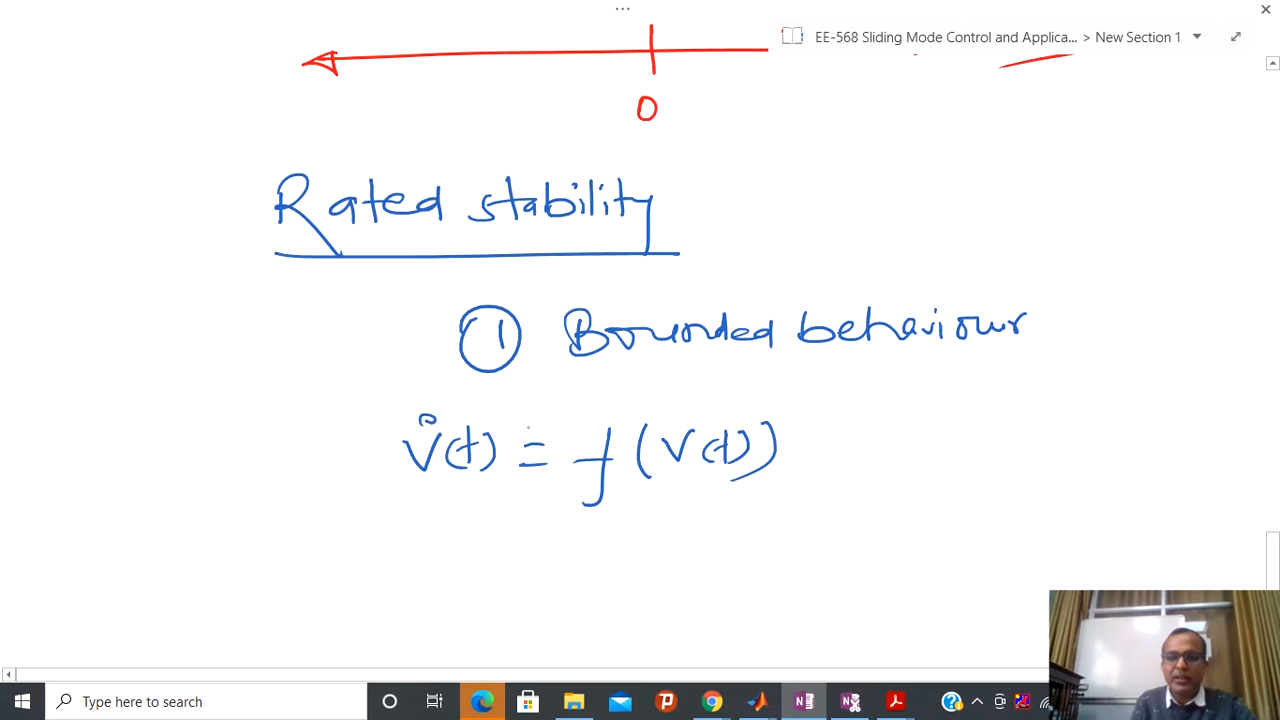 EE-568 Sliding Mode Control and Applica... > New Section 1
0
Rated stability
① Bounded behaviour
V̊(t) = f(V(t))
Type here to search